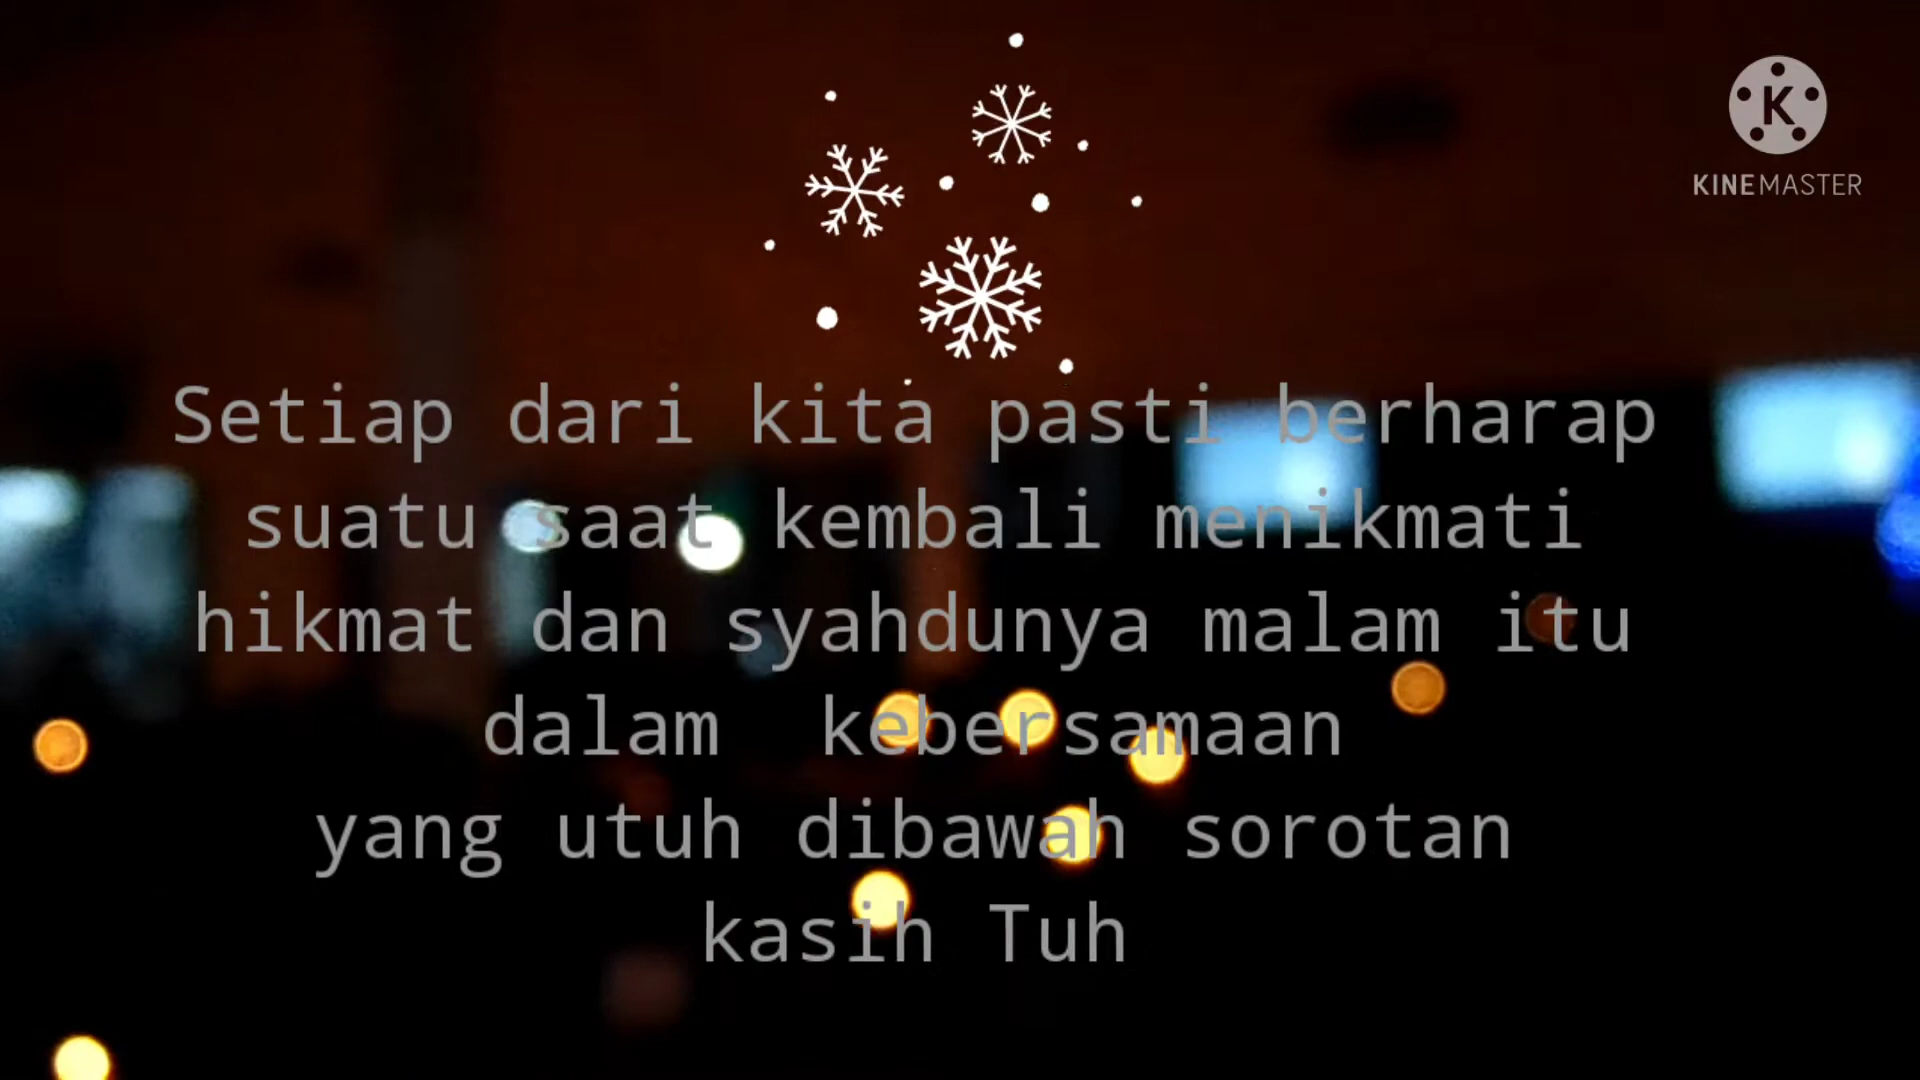 KINEMASTER
Setiap dari kita pasti berharap
suatu saat kembali menikmati
hikmat dan syahdunya malam itu
dalam kebersamaan
yang utuh dibawah sorotan
kasih Tuh